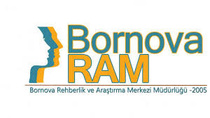 Bornova
RAM
Bornova Rehberlik ve Araştırma Merkezi Müdürlüğü -2005